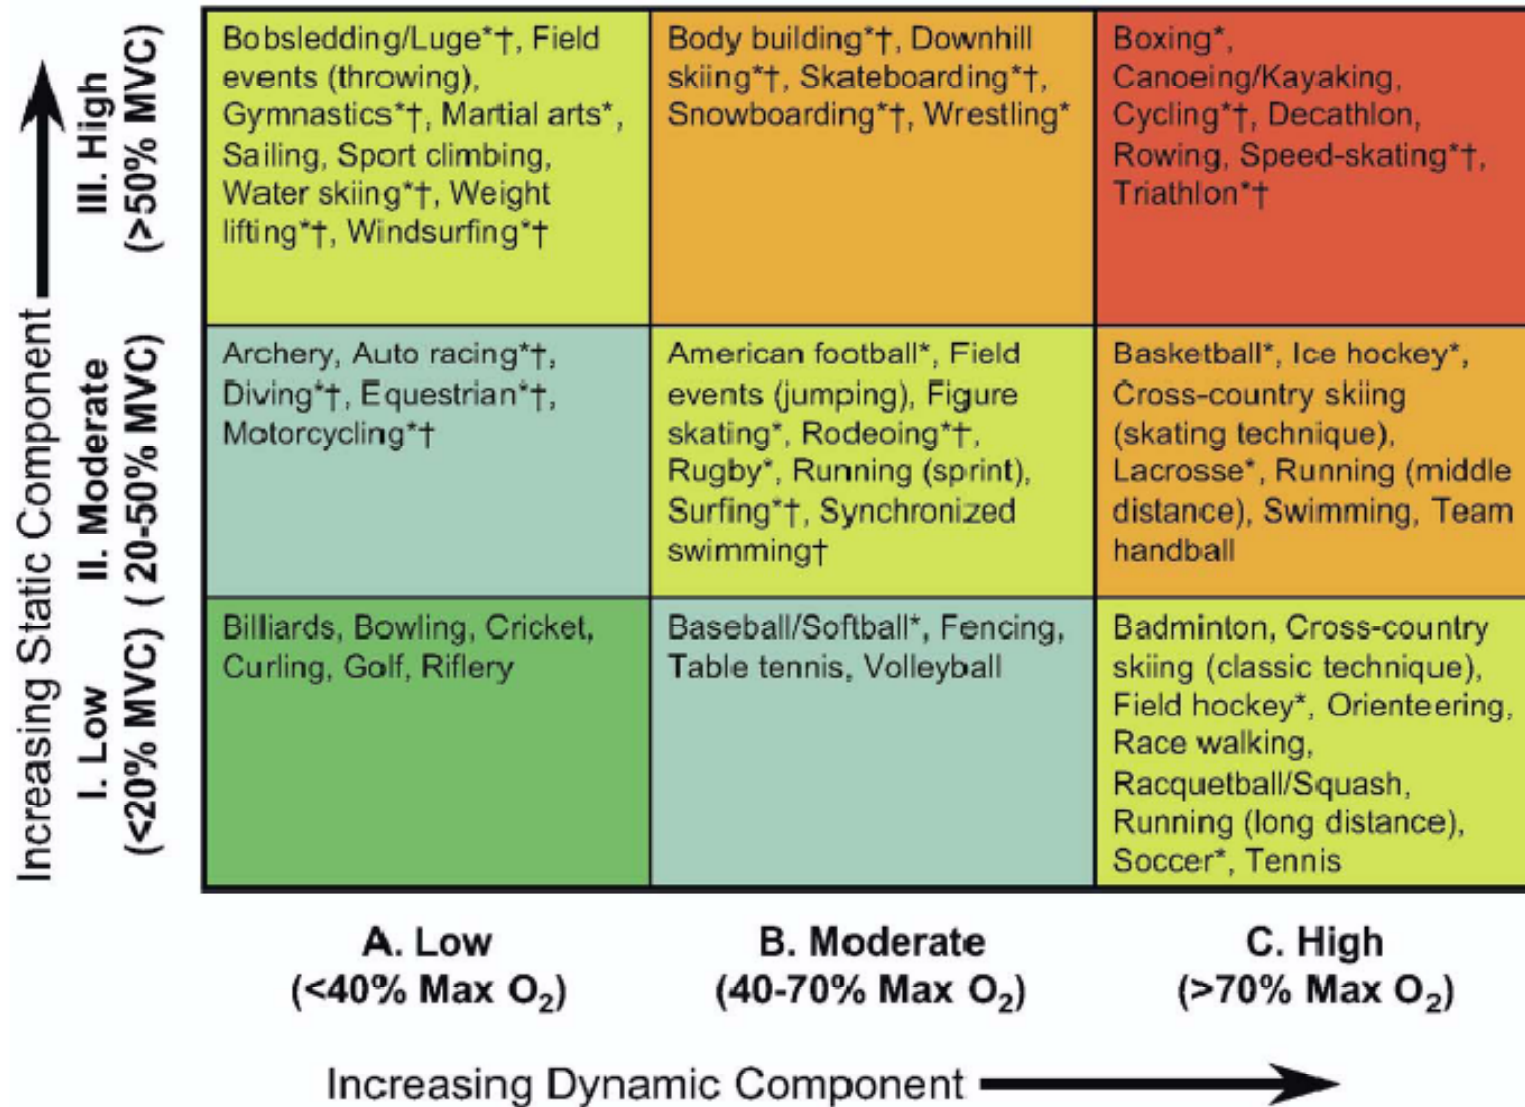 Increasing Static Component
III. High
(>50% MVC)
Bobsledding/Luge*†, Field
events (throwing),
Gymnastics*†, Martial arts*,
Sailing, Sport climbing,
Water skiing*†, Weight
lifting*†, Windsurfing*†
Body building*†, Downhill
skiing*†, Skateboarding*†,
Snowboarding*†, Wrestling*
Boxing*,
Canoeing/Kayaking,
Cycling*†, Decathlon,
Rowing, Speed-skating*†,
Triathlon*†
II. Moderate
( 20-50% MVC)
Archery, Auto racing*†,
Diving*†, Equestrian*†,
Motorcycling*†
American football*, Field
events (jumping), Figure
skating*, Rodeoing*†,
Rugby*, Running (sprint),
Surfing*†, Synchronized
swimming†
Basketball*, Ice hockey*,
Cross-country skiing
(skating technique),
Lacrosse*, Running (middle
distance), Swimming, Team
handball
I. Low
(<20% MVC)
Billiards, Bowling, Cricket,
Curling, Golf, Riflery
Baseball/Softball*, Fencing,
Table tennis, Volleyball
Badminton, Cross-country
skiing (classic technique),
Field hockey*, Orienteering,
Race walking,
Racquetball/Squash,
Running (long distance),
Soccer*, Tennis
A. Low
(<40% Max O₂)
B. Moderate
(40-70% Max O₂)
C. High
(>70% Max O₂)
Increasing Dynamic Component